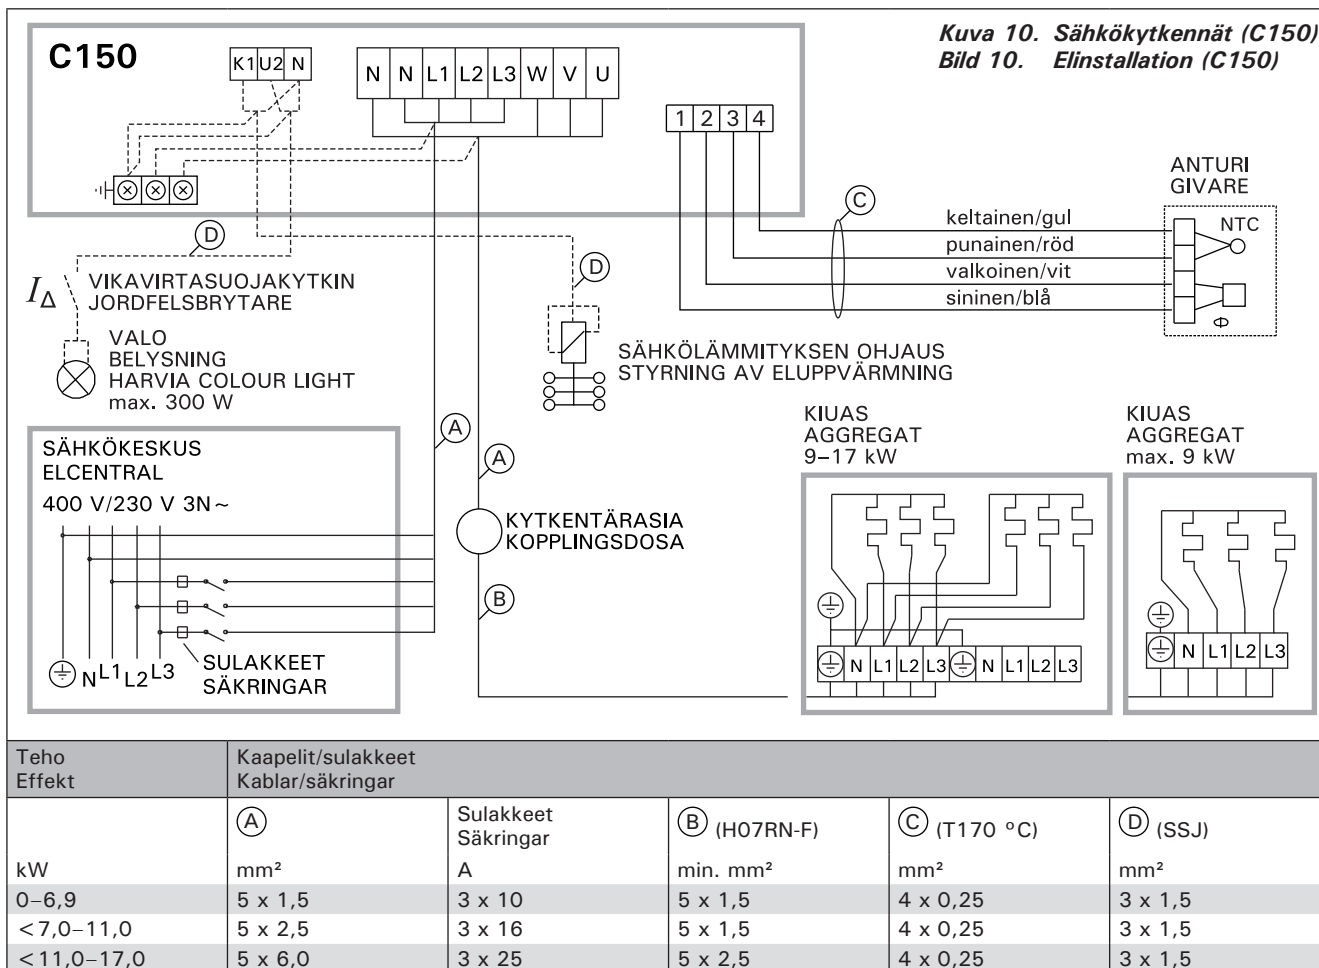 Kuva 10. Sähkökytkennät (C150)
Bild 10. Elinstallation (C150)
C150
K1 U2 N
N N L1 L2 L3 W V U
1 2 3 4
ANTURI
GIVARE
NTC
C
keltainen/gul
punainen/röd
valkoinen/vit
sininen/blå
D
I∆
VIKAVIRTASUOJAKYTKIN
JORDFELSBRYTARE
VALO
BELYSNING
HARVIA COLOUR LIGHT
max. 300 W
D
SÄHKÖLÄMMITYKSEN OHJAUS
STYRNING AV ELUPPVÄRMNING
A
A
KYTKENTÄRASIA
KOPPLINGSDOSA
B
SÄHKÖKESKUS
ELCENTRAL
400 V/230 V 3N~
N L1 L2 L3
SULAKKEET
SÄKRINGAR
KIUAS
AGGREGAT
9–17 kW
N L1 L2 L3 N L1 L2 L3
KIUAS
AGGREGAT
max. 9 kW
N L1 L2 L3
Teho
Effekt
Kaapelit/sulakkeet
Kablar/säkringar
A
Sulakkeet
Säkringar
B (H07RN-F)
C (T170 °C)
D (SSJ)
kW mm² A min. mm² mm² mm²
0–6,9 5 x 1,5 3 x 10 5 x 1,5 4 x 0,25 3 x 1,5
<7,0–11,0 5 x 2,5 3 x 16 5 x 1,5 4 x 0,25 3 x 1,5
<11,0–17,0 5 x 6,0 3 x 25 5 x 2,5 4 x 0,25 3 x 1,5